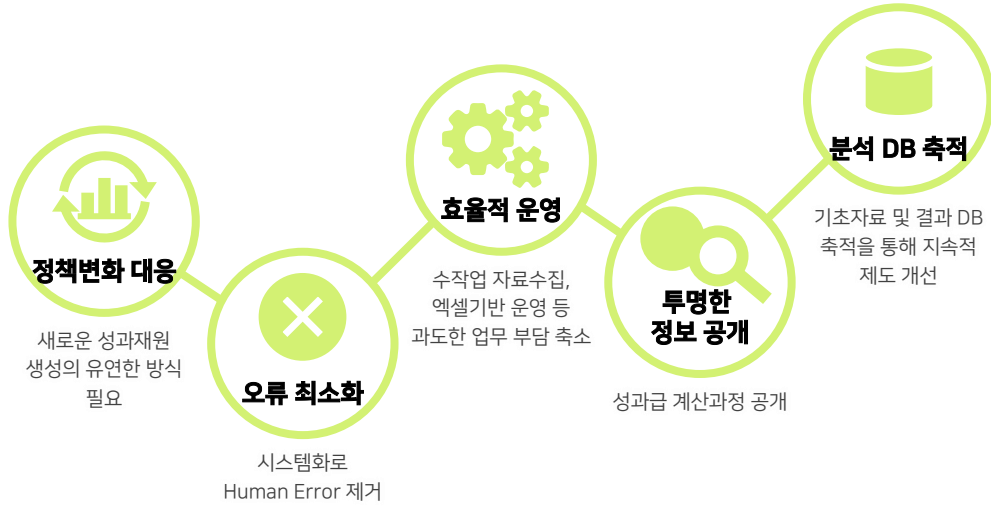 정책변화 대응
새로운 성과재원
생성의 유연한 방식
필요
오류 최소화
시스템화로
Human Error 제거
효율적 운영
수작업 자료수집,
엑셀기반 운영 등
과도한 업무 부담 축소
투명한
정보 공개
성과급 계산과정 공개
분석 DB 축적
기초자료 및 결과 DB
축적을 통해 지속적
제도 개선